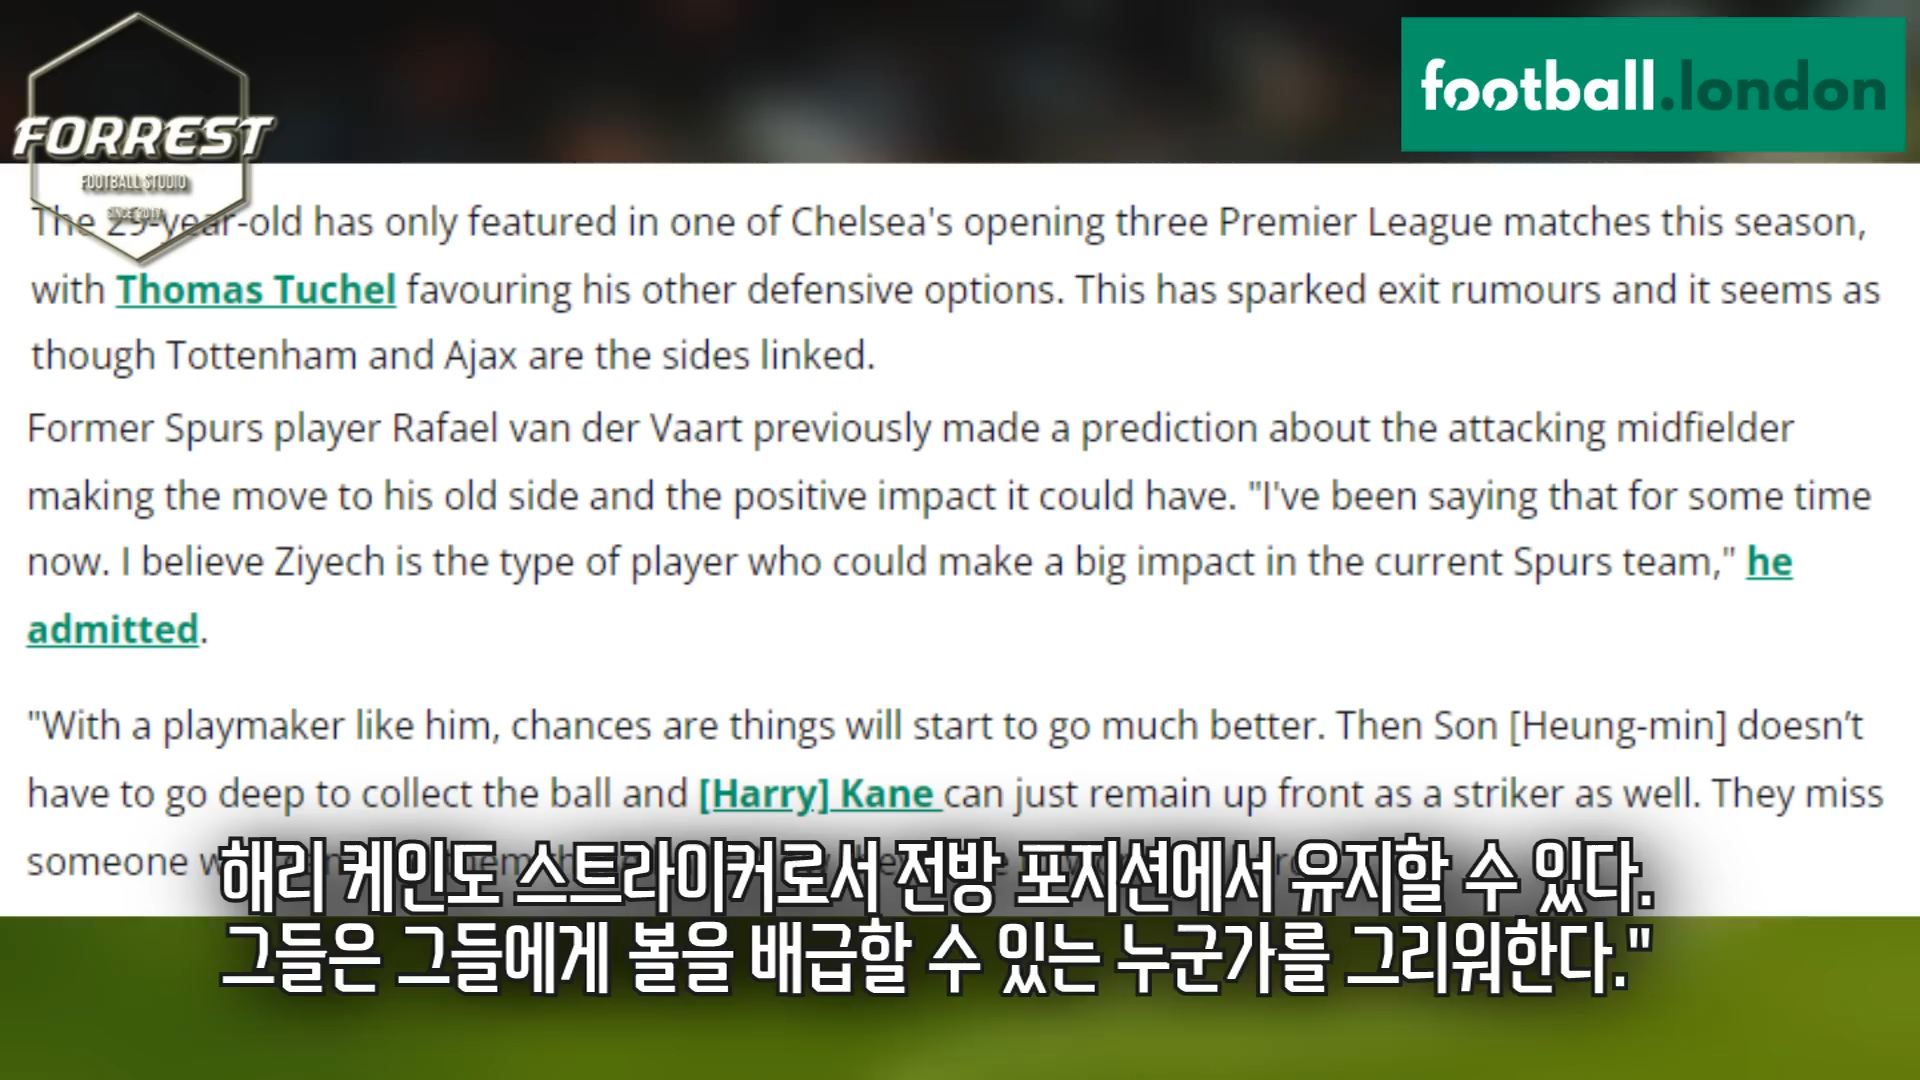 FORREST
FOOTBALL STUDIO
SINCE 2017
football.london
The 29-year-old has only featured in one of Chelsea's opening three Premier League matches this season,
with Thomas Tuchel favouring his other defensive options. This has sparked exit rumours and it seems as
though Tottenham and Ajax are the sides linked.
Former Spurs player Rafael van der Vaart previously made a prediction about the attacking midfielder
making the move to his old side and the positive impact it could have. "I've been saying that for some time
now. I believe Ziyech is the type of player who could make a big impact in the current Spurs team," he
admitted.
"With a playmaker like him, chances are things will start to go much better. Then Son [Heung-min] doesn’t
have to go deep to collect the ball and [Harry] Kane can just remain up front as a striker as well. They miss
someone
해리 케인도 스트라이커로서 전방 포지션에서 유지할 수 있다.
그들은 그들에게 볼을 배급할 수 있는 누군가를 그리워한다."